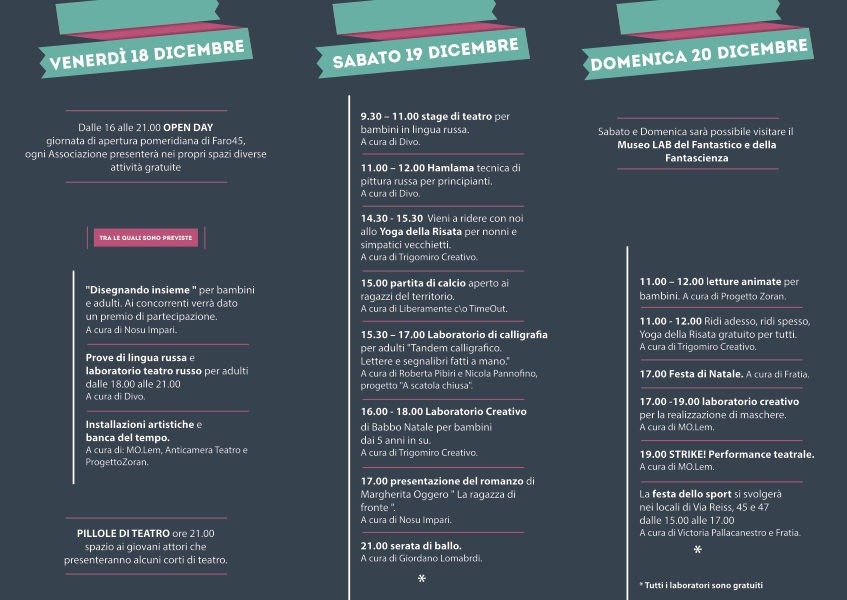 VENERDÌ 18 DICEMBRE
Dalle 16 alle 21.00 OPEN DAY
giornata di apertura pomeridiana di Faro45,
ogni Associazione presenterà nei propri spazi diverse
attività gratuite
TRA LE QUALI SONO PREVISTE
"Disegnando insieme " per bambini
e adulti. Ai concorrenti verrà dato
un premio di partecipazione.
A cura di Nosu Impari.
Prove di lingua russa e
laboratorio teatro russo per adulti
dalle 18.00 alle 21.00
A cura di Divo.
Installazioni artistiche e
banca del tempo.
A cura di: MO.Lem, Anticamera Teatro e
ProgettoZoran.
PILLOLE DI TEATRO ore 21.00
spazio ai giovani attori che
presenteranno alcuni corti di teatro.
SABATO 19 DICEMBRE
9.30 – 11.00 stage di teatro per
bambini in lingua russa.
A cura di Divo.
11.00 – 12.00 Hamlama tecnica di
pittura russa per principianti.
A cura di Divo.
14.30 - 15.30 Vieni a ridere con noi
allo Yoga della Risata per nonni e
simpatici vecchietti.
A cura di Trigomiro Creativo.
15.00 partita di calcio aperto ai
ragazzi del territorio.
A cura di Liberamente c\o TimeOut.
15.30 – 17.00 Laboratorio di calligrafia
per adulti "Tandem calligrafico.
Lettere e segnalibri fatti a mano."
A cura di Roberta Pibiri e Nicola Pannofino,
progetto "A scatola chiusa".
16.00 - 18.00 Laboratorio Creativo
di Babbo Natale per bambini
dai 5 anni in su.
A cura di Trigomiro Creativo.
17.00 presentazione del romanzo di
Margherita Oggero " La ragazza di
fronte ".
A cura di Nosu Impari.
21.00 serata di ballo.
A cura di Giordano Lomabrdi.
*
DOMENICA 20 DICEMBRE
Sabato e Domenica sarà possibile visitare il
Museo LAB del Fantastico e della
Fantascienza
11.00 – 12.00 letture animate per
bambini. A cura di Progetto Zoran.
11.00 - 12.00 Ridi adesso, ridi spesso,
Yoga della Risata gratuito per tutti.
A cura di Trigomiro Creativo.
17.00 Festa di Natale. A cura di Fratia.
17.00 -19.00 laboratorio creativo
per la realizzazione di maschere.
A cura di MO.Lem.
19.00 STRIKE! Performance teatrale.
A cura di MO.Lem.
La festa dello sport si svolgerà
nei locali di Via Reiss, 45 e 47
dalle 15.00 alle 17.00
A cura di Victoria Pallacanestro e Fratia.
*
* Tutti i laboratori sono gratuiti